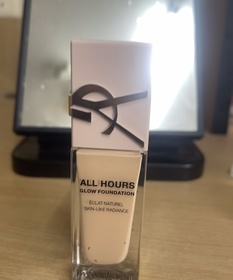 ALL HOURS
GLOW FOUNDATION
ÉCLAT NATUREL
SKIN-LIKE RADIANCE